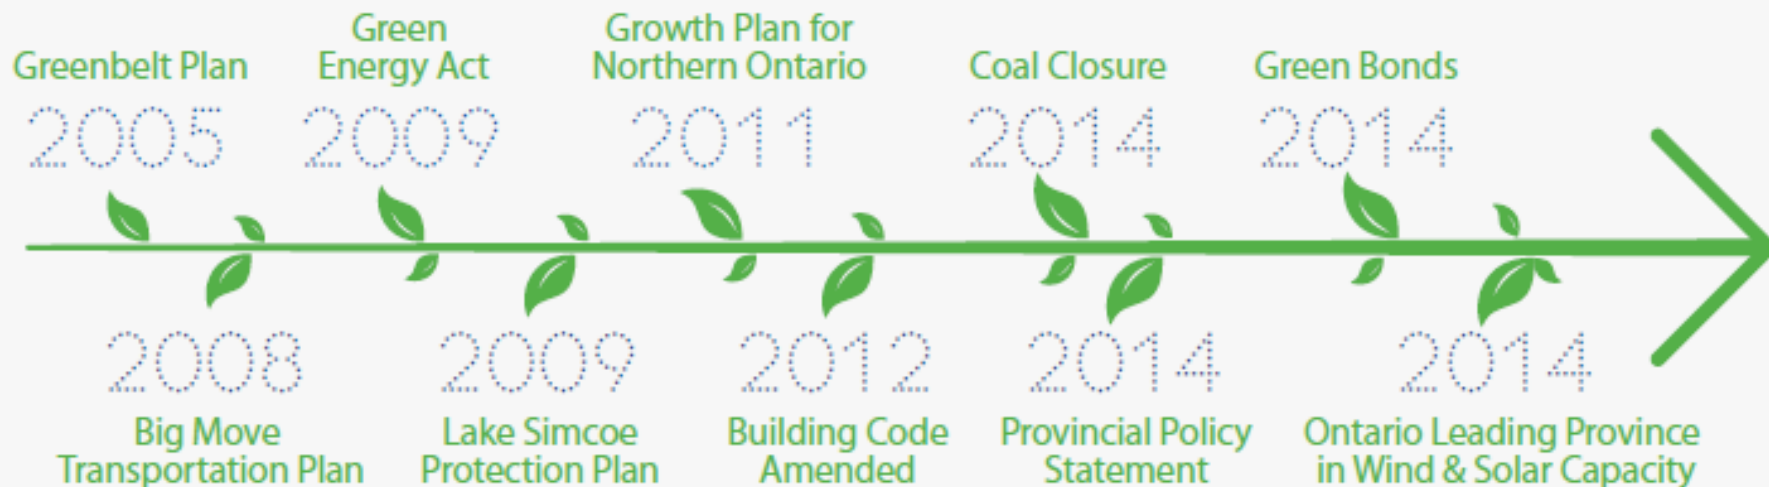 Greenbelt Plan
2005
Green
Energy Act
2009
Growth Plan for
Northern Ontario
2011
Coal Closure
2014
Green Bonds
2014
2008
Big Move
Transportation Plan
2009
Lake Simcoe
Protection Plan
2012
Building Code
Amended
2014
Provincial Policy
Statement
2014
Ontario Leading Province
in Wind & Solar Capacity